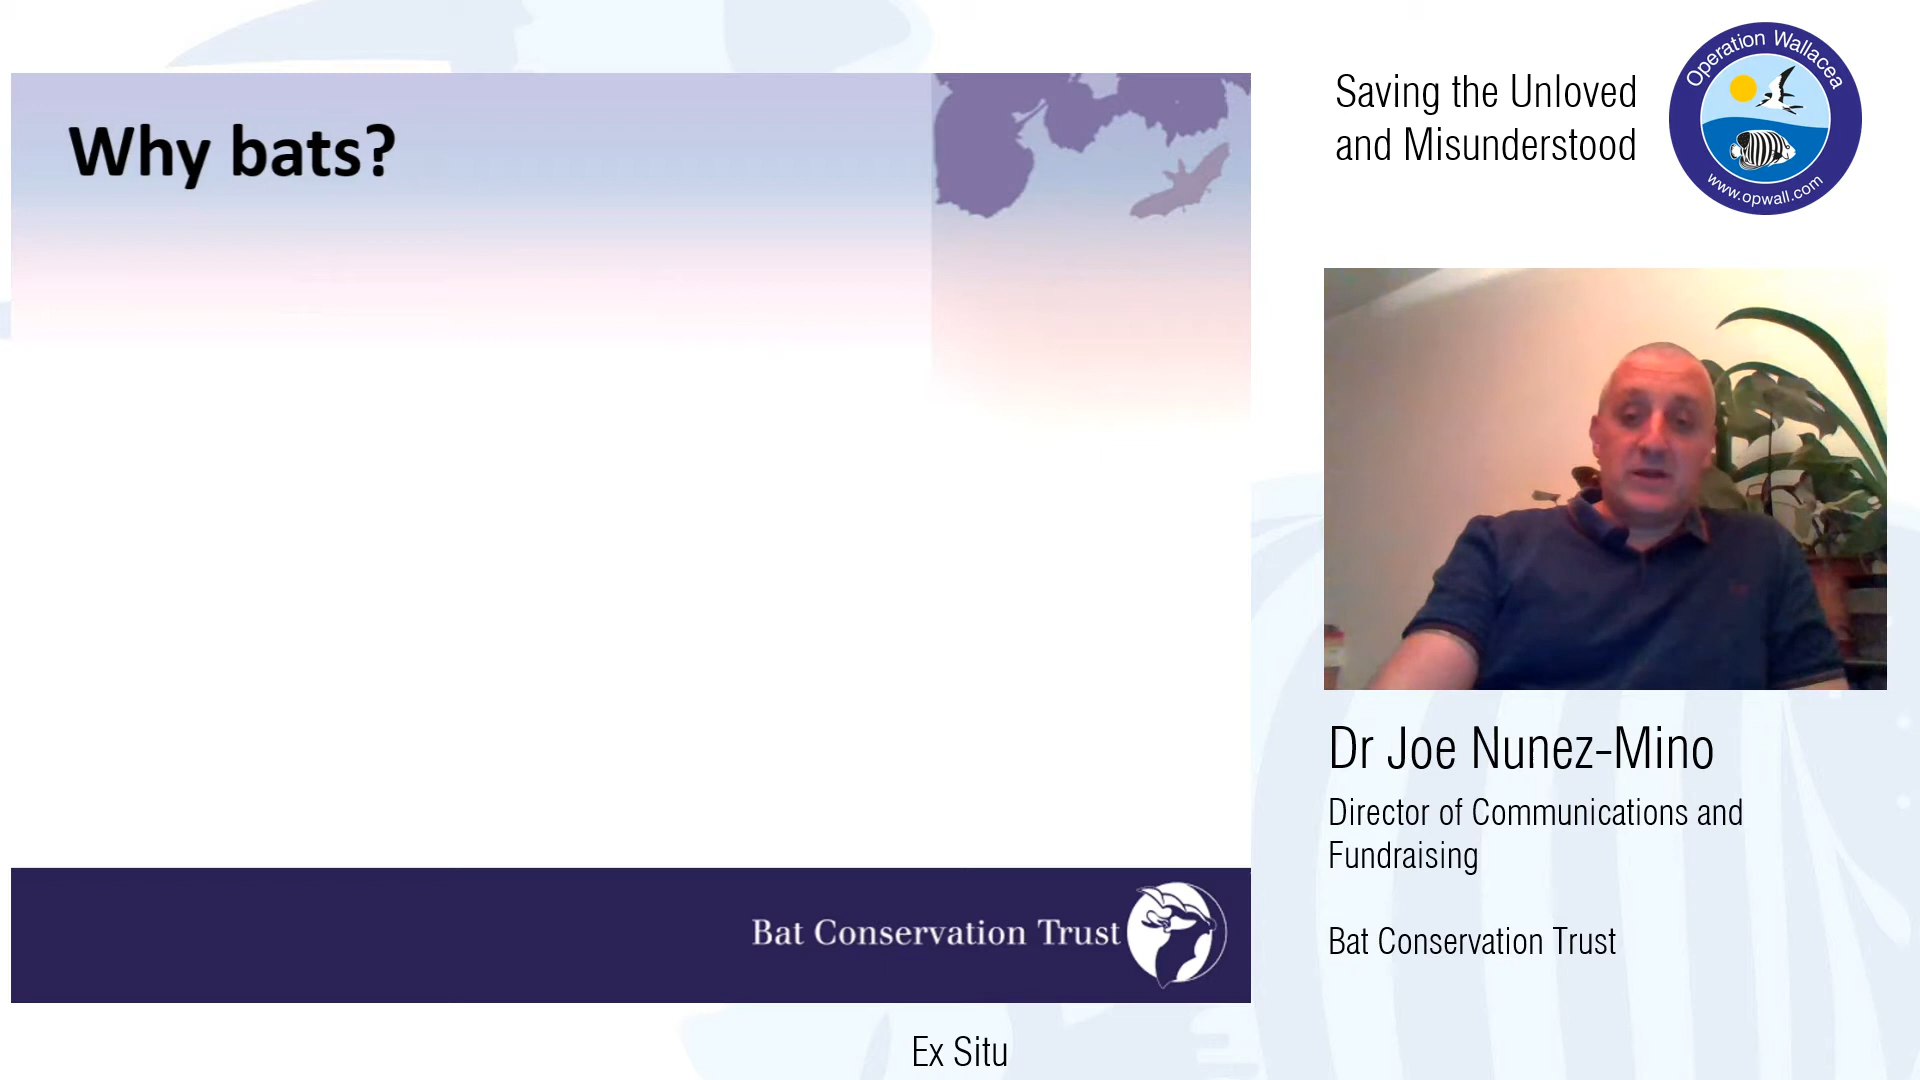 Why bats?
Bat Conservation Trust
Saving the Unloved
and Misunderstood
Operation Wallacea
www.opwall.com
Dr Joe Nunez-Mino
Director of Communications and
Fundraising
Bat Conservation Trust
Ex Situ